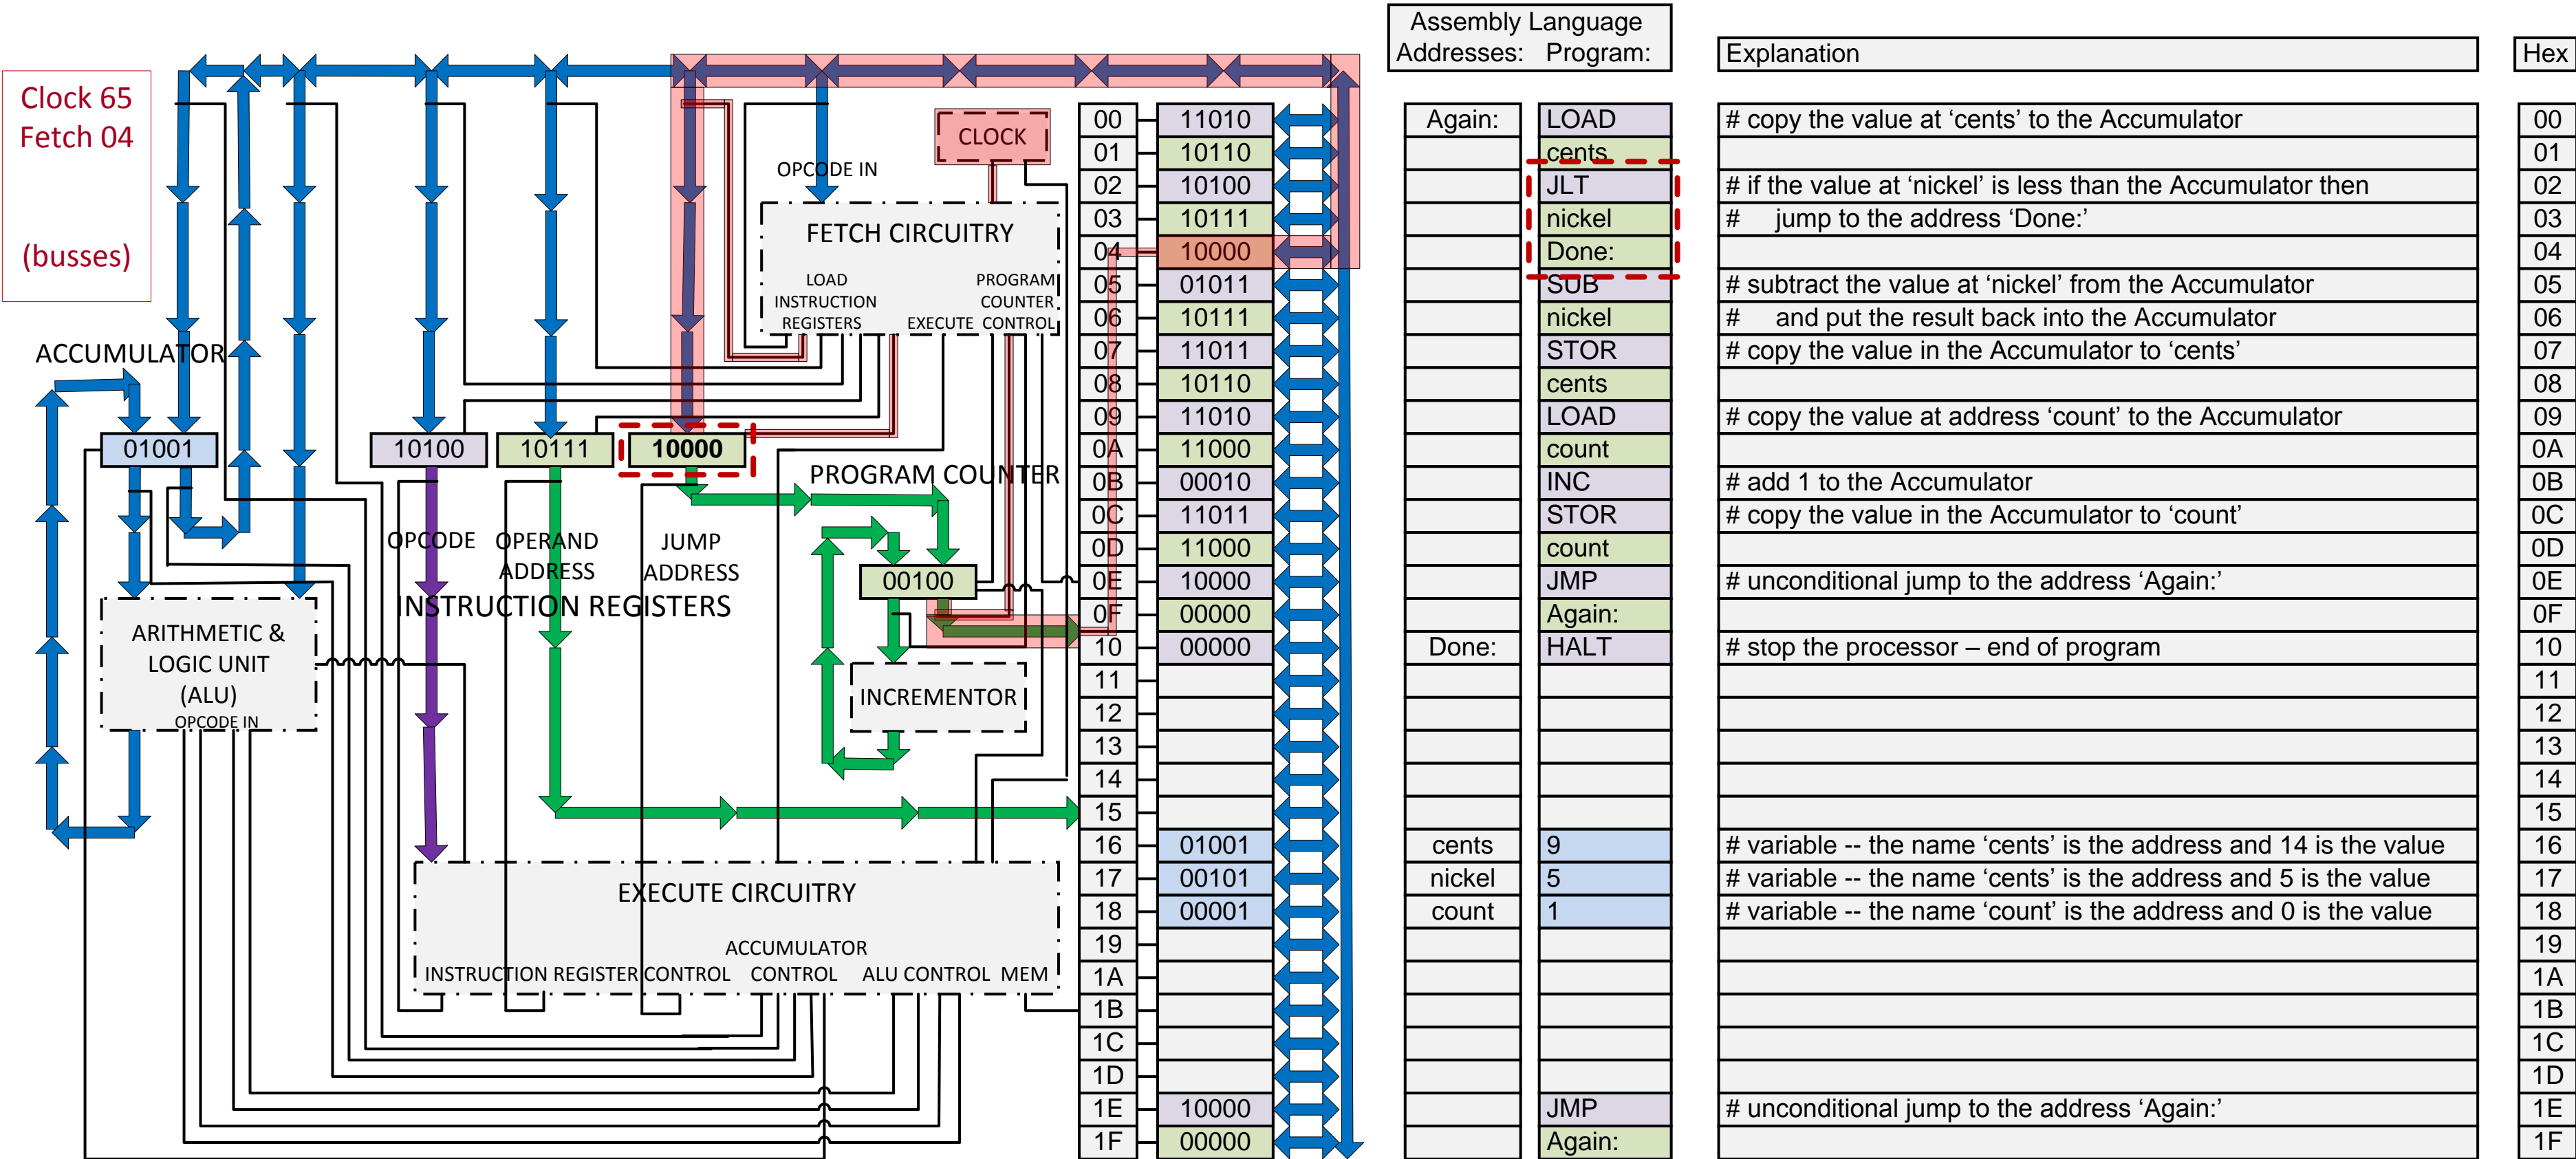 Clock 65
Fetch 04
(busses)
ACCUMULATOR
01001
10100
10111
10000
CLOCK
OPCODE IN
FETCH CIRCUITRY
LOAD INSTRUCTION REGISTERS
EXECUTE
PROGRAM COUNTER CONTROL
PROGRAM COUNTER
00100
INCREMENTOR
OPCODE
OPERAND ADDRESS
JUMP ADDRESS
INSTRUCTION REGISTERS
ARITHMETIC &
LOGIC UNIT
(ALU)
OPCODE IN
EXECUTE CIRCUITRY
INSTRUCTION REGISTER CONTROL
ACCUMULATOR CONTROL
ALU CONTROL
MEM
Assembly Language
Addresses: Program:
Explanation
Hex
00 11010 Again: LOAD # copy the value at 'cents' to the Accumulator 00
01 10110 cents 01
02 10100 JLT # if the value at 'nickel' is less than the Accumulator then 02
03 10111 nickel # jump to the address 'Done:' 03
04 10000 Done: 04
05 01011 SUB # subtract the value at 'nickel' from the Accumulator 05
06 10111 nickel # and put the result back into the Accumulator 06
07 11011 STOR # copy the value in the Accumulator to 'cents' 07
08 10110 cents 08
09 11010 LOAD # copy the value at address 'count' to the Accumulator 09
0A 11000 count 0A
0B 00010 INC # add 1 to the Accumulator 0B
0C 11011 STOR # copy the value in the Accumulator to 'count' 0C
0D 11000 count 0D
0E 10000 JMP # unconditional jump to the address 'Again:' 0E
0F 00000 Again: 0F
10 00000 Done: HALT # stop the processor – end of program 10
11 11
12 12
13 13
14 14
15 15
16 01001 cents 9 # variable -- the name 'cents' is the address and 14 is the value 16
17 00101 nickel 5 # variable -- the name 'cents' is the address and 5 is the value 17
18 00001 count 1 # variable -- the name 'count' is the address and 0 is the value 18
19 19
1A 1A
1B 1B
1C 1C
1D 1D
1E 10000 JMP # unconditional jump to the address 'Again:' 1E
1F 00000 Again: 1F